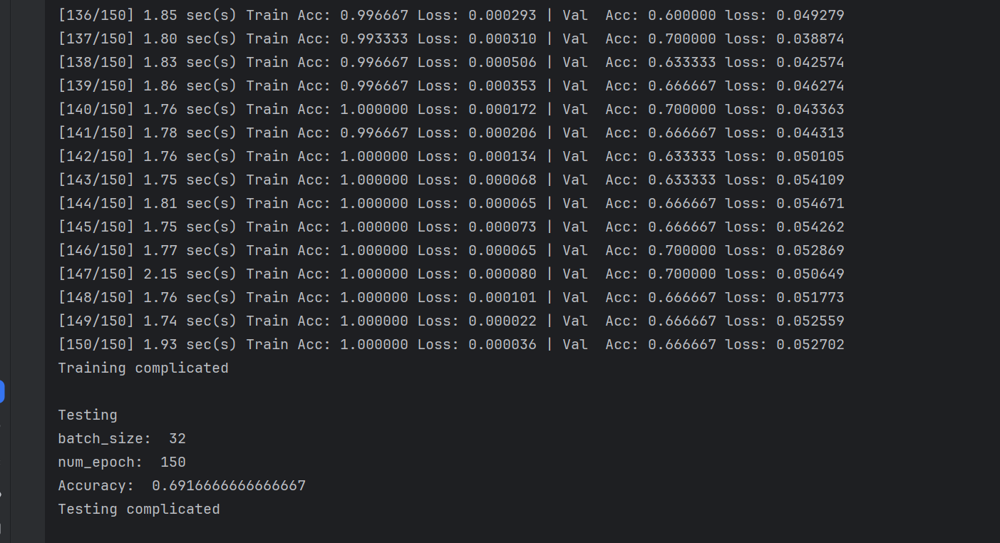 [136/150] 1.85 sec(s) Train Acc: 0.996667 Loss: 0.000293 | Val  Acc: 0.600000 loss: 0.049279
[137/150] 1.80 sec(s) Train Acc: 0.993333 Loss: 0.000310 | Val  Acc: 0.700000 loss: 0.038874
[138/150] 1.83 sec(s) Train Acc: 0.996667 Loss: 0.000506 | Val  Acc: 0.633333 loss: 0.042574
[139/150] 1.86 sec(s) Train Acc: 0.996667 Loss: 0.000353 | Val  Acc: 0.666667 loss: 0.046274
[140/150] 1.76 sec(s) Train Acc: 1.000000 Loss: 0.000172 | Val  Acc: 0.700000 loss: 0.043363
[141/150] 1.78 sec(s) Train Acc: 0.996667 Loss: 0.000206 | Val  Acc: 0.666667 loss: 0.044313
[142/150] 1.76 sec(s) Train Acc: 1.000000 Loss: 0.000134 | Val  Acc: 0.633333 loss: 0.050105
[143/150] 1.75 sec(s) Train Acc: 1.000000 Loss: 0.000068 | Val  Acc: 0.633333 loss: 0.054109
[144/150] 1.81 sec(s) Train Acc: 1.000000 Loss: 0.000065 | Val  Acc: 0.666667 loss: 0.054671
[145/150] 1.75 sec(s) Train Acc: 1.000000 Loss: 0.000073 | Val  Acc: 0.666667 loss: 0.054262
[146/150] 1.77 sec(s) Train Acc: 1.000000 Loss: 0.000065 | Val  Acc: 0.700000 loss: 0.052869
[147/150] 2.15 sec(s) Train Acc: 1.000000 Loss: 0.000080 | Val  Acc: 0.700000 loss: 0.050649
[148/150] 1.76 sec(s) Train Acc: 1.000000 Loss: 0.000101 | Val  Acc: 0.666667 loss: 0.051773
[149/150] 1.74 sec(s) Train Acc: 1.000000 Loss: 0.000022 | Val  Acc: 0.666667 loss: 0.052559
[150/150] 1.93 sec(s) Train Acc: 1.000000 Loss: 0.000036 | Val  Acc: 0.666667 loss: 0.052702
Training complicated
Testing
batch_size:  32
num_epoch:  150
Accuracy:  0.6916666666666667
Testing complicated